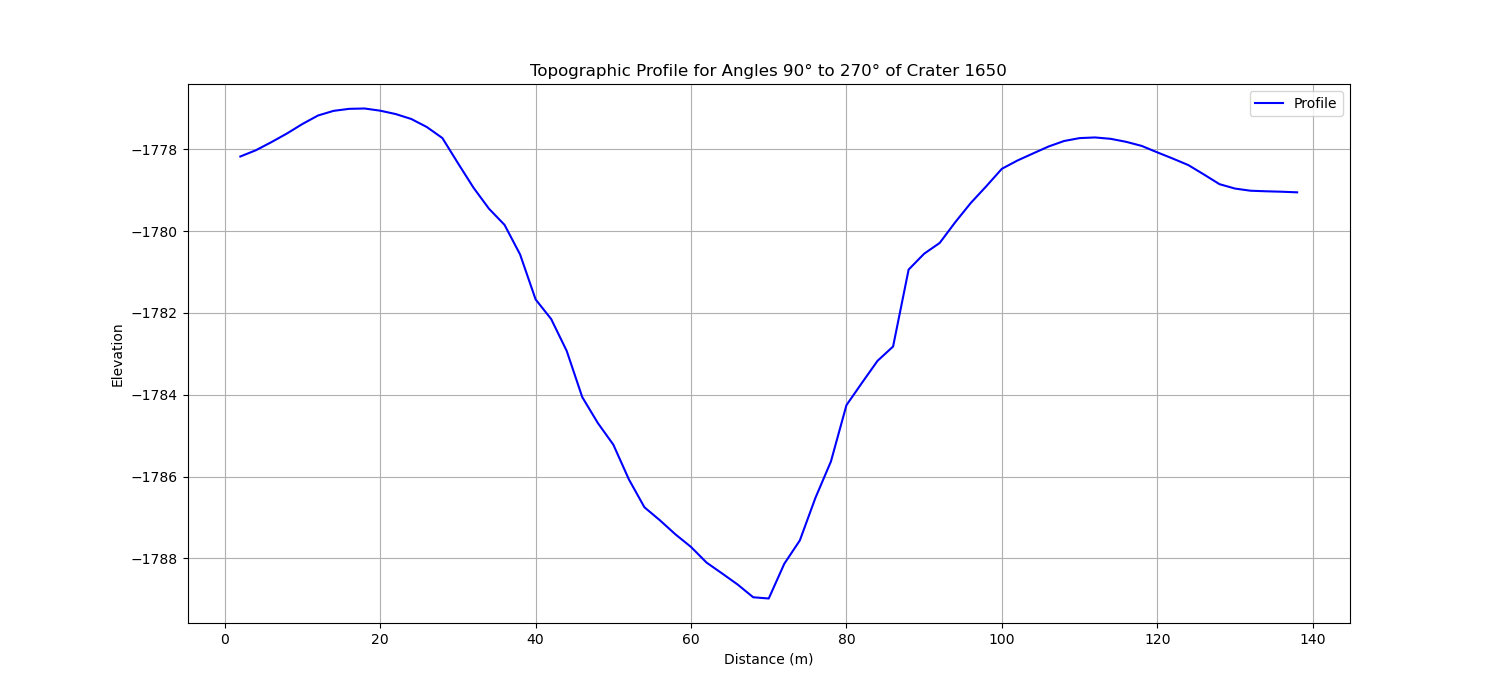 Topographic Profile for Angles 90° to 270° of Crater 1650
Profile
−1778
−1780
−1782
−1784
−1786
−1788
Elevation
0 20 40 60 80 100 120 140
Distance (m)